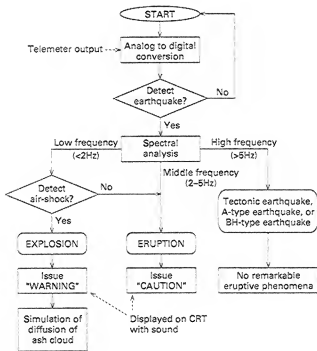 START
Telemeter output
Analog to digital
conversion
Detect
earthquake?
No
Yes
Low frequency
(<2Hz)
Spectral
analysis
High frequency
(>5Hz)
Middle frequency
(2–5Hz)
Detect
air-shock?
No
Yes
Tectonic earthquake,
A-type earthquake, or
BH-type earthquake
EXPLOSION
ERUPTION
Issue
"WARNING"
Issue
"CAUTION"
No remarkable
eruptive phenomena
Simulation of
diffusion of
ash cloud
Displayed on CRT
with sound